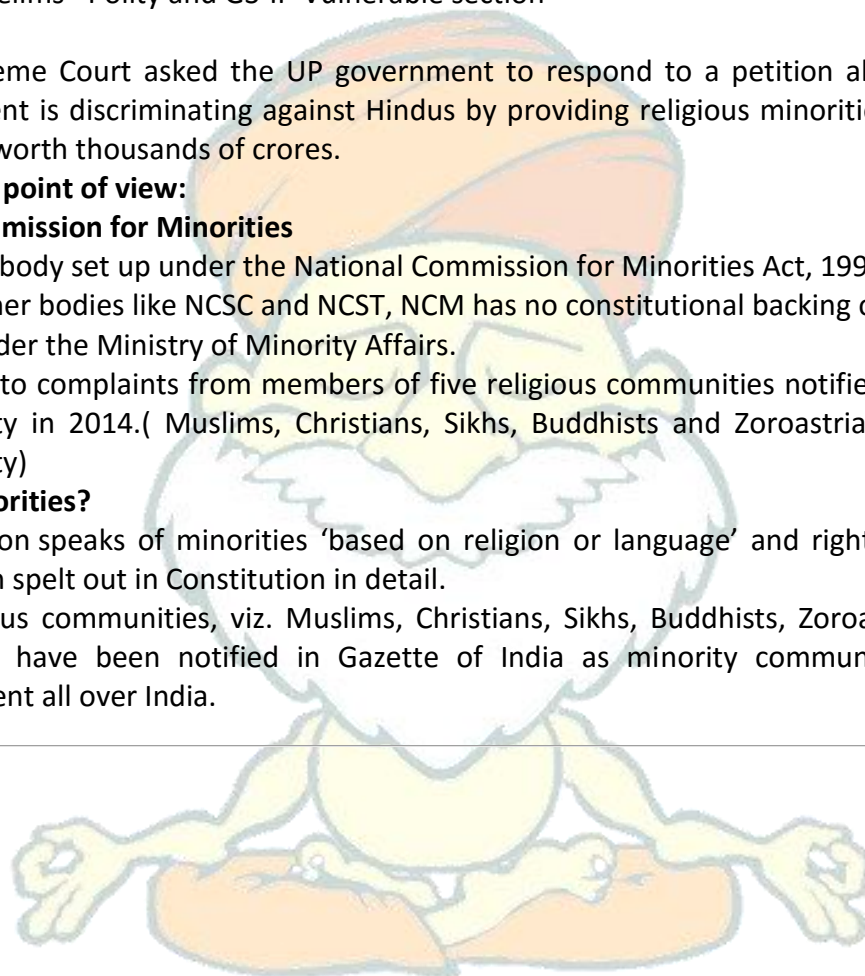 elims - Polity and GS-II- Vulnerable section
eme Court asked the UP government to respond to a petition al
ent is discriminating against Hindus by providing religious minoriti
worth thousands of crores.
point of view:
mission for Minorities
body set up under the National Commission for Minorities Act, 199
her bodies like NCSC and NCST, NCM has no constitutional backing
der the Ministry of Minority Affairs.
to complaints from members of five religious communities notifie
ty in 2014.( Muslims, Christians, Sikhs, Buddhists and Zoroastria
ty)
orities?
on speaks of minorities ‘based on religion or language’ and right
n spelt out in Constitution in detail.
us communities, viz. Muslims, Christians, Sikhs, Buddhists, Zoroa
have been notified in Gazette of India as minority commun
ent all over India.